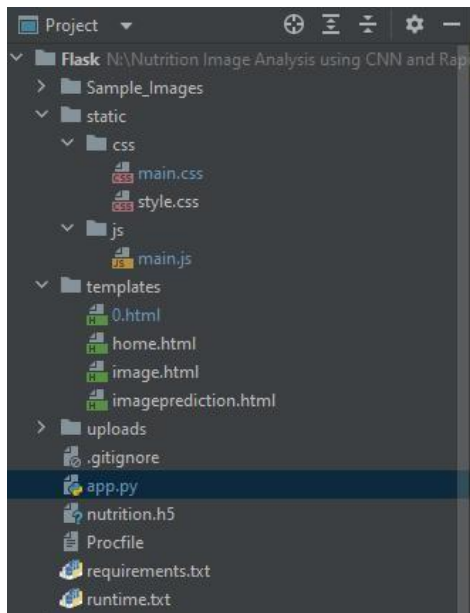 Project
Flask N:\Nutrition Image Analysis using CNN and Rap
Sample_Images
static
css
main.css
style.css
js
main.js
templates
0.html
home.html
image.html
imageprediction.html
uploads
.gitignore
app.py
nutrition.h5
Procfile
requirements.txt
runtime.txt